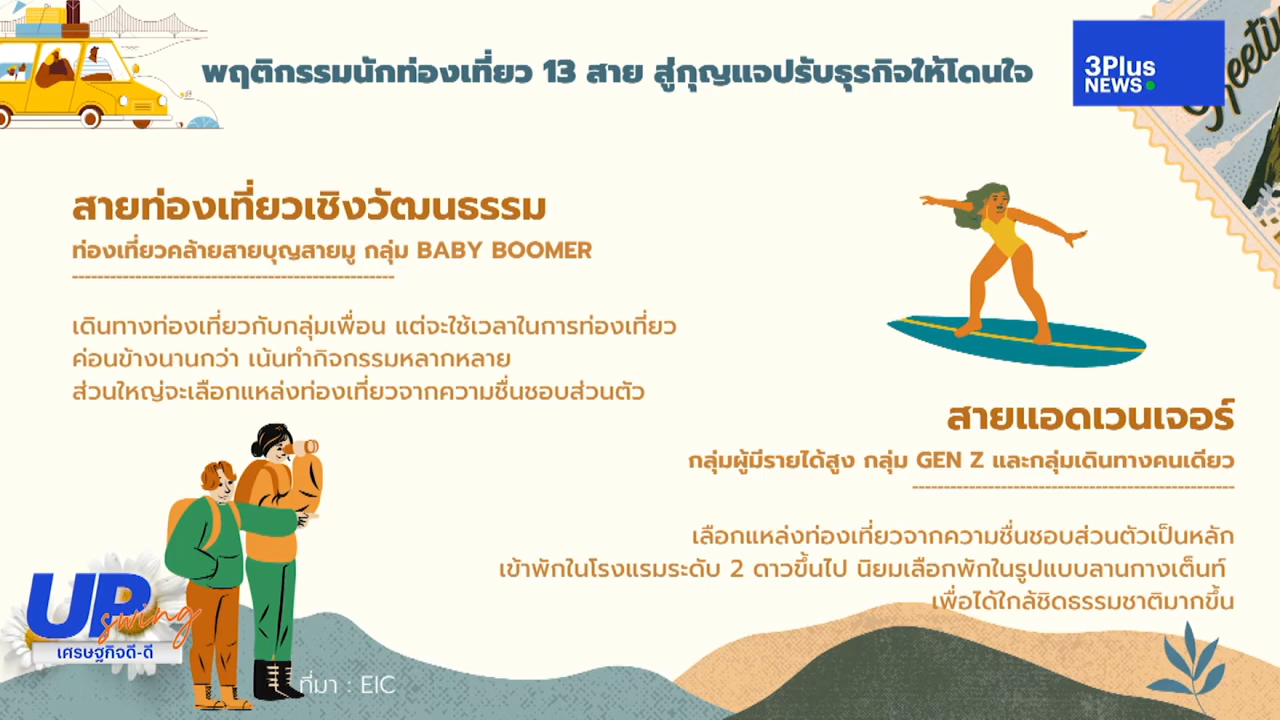 พฤติกรรมนักท่องเที่ยว 13 สาย สู่กุญแจปรับธุรกิจให้โดนใจ
3Plus
NEWS
สายท่องเที่ยวเชิงวัฒนธรรม
ท่องเที่ยวคล้ายสายบุญสายมู กลุ่ม BABY BOOMER
เดินทางท่องเที่ยวกับกลุ่มเพื่อน แต่จะใช้เวลาในการท่องเที่ยว
ค่อนข้างนานกว่า เน้นทำกิจกรรมหลากหลาย
ส่วนใหญ่จะเลือกแหล่งท่องเที่ยวจากความชื่นชอบส่วนตัว
สายแอดเวนเจอร์
กลุ่มผู้มีรายได้สูง กลุ่ม GEN Z และกลุ่มเดินทางคนเดียว
เลือกแหล่งท่องเที่ยวจากความชื่นชอบส่วนตัวเป็นหลัก
เข้าพักในโรงแรมระดับ 2 ดาวขึ้นไป นิยมเลือกพักในรูปแบบลานกางเต็นท์
เพื่อได้ใกล้ชิดธรรมชาติมากขึ้น
UP
swing
เศรษฐกิจดี-ดี
ที่มา : EIC